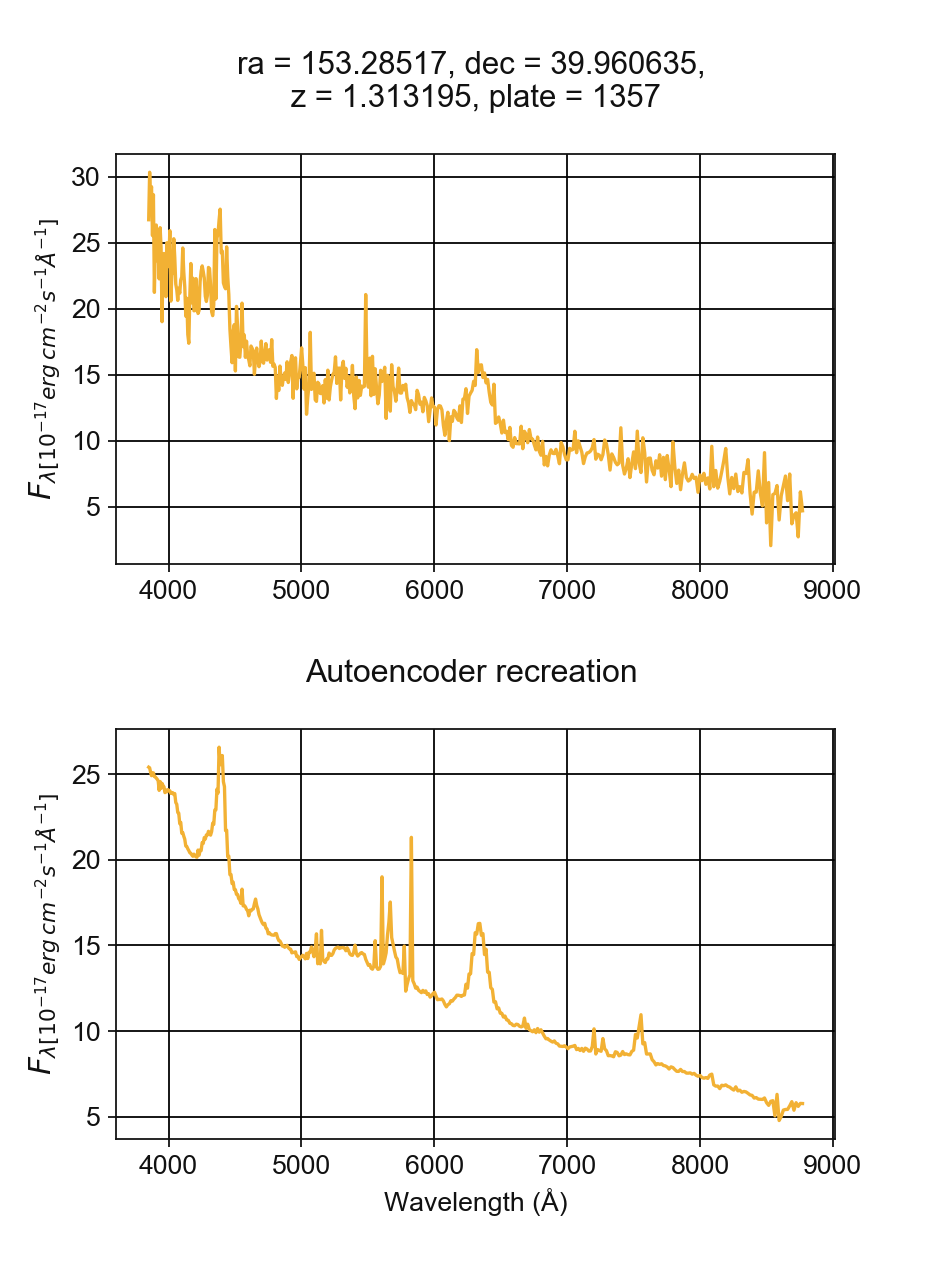 ra = 153.28517, dec = 39.960635,
z = 1.313195, plate = 1357
30
25
20
15
10
5
F_λ[10⁻¹⁷erg cm⁻²s⁻¹Å⁻¹]
4000 5000 6000 7000 8000 9000
Autoencoder recreation
25
20
15
10
5
F_λ[10⁻¹⁷erg cm⁻²s⁻¹Å⁻¹]
4000 5000 6000 7000 8000 9000
Wavelength (Å)